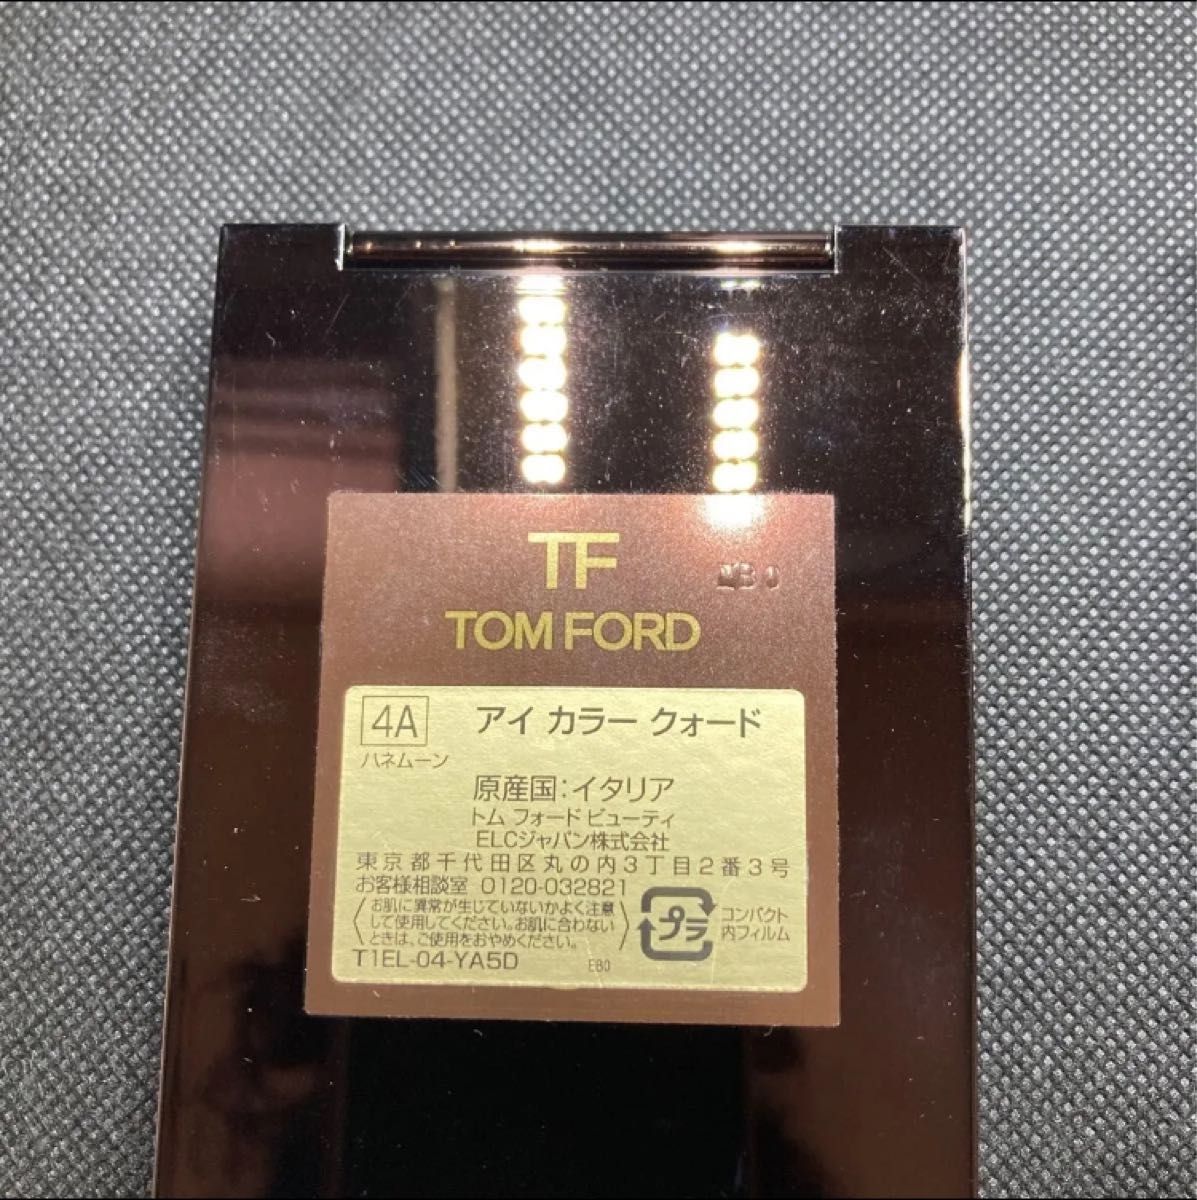 TF
TOM FORD
4A アイ カラー クォード
ハネムーン
原産国:イタリア
トム フォード ビューティ
ELCジャパン株式会社
東京都千代田区丸の内3丁目2番3号
お客様相談室 0120-032821
お肌に異常が生じていないかよく注意
して使用してください。お肌に合わない
ときは、ご使用をおやめください。
プラ
コンパクト
内フィルム
T1EL-04-YA5D
EB0